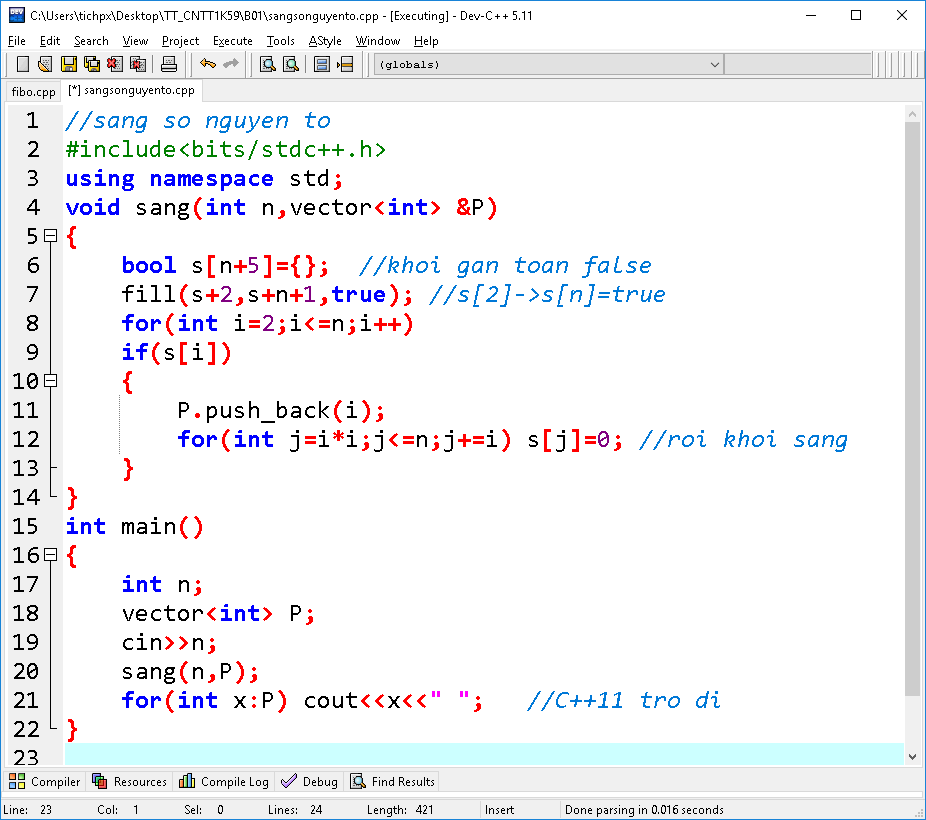 C:\Users\tichpx\Desktop\TT_CNTT1K59\B01\sangsonguyento.cpp - [Executing] - Dev-C++ 5.11
File Edit Search View Project Execute Tools AStyle Window Help
(globals)
fibo.cpp [*] sangsonguyento.cpp
1 //sang so nguyen to
2 #include<bits/stdc++.h>
3 using namespace std;
4 void sang(int n,vector<int> &P)
5 {
6 bool s[n+5]={}; //khoi gan toan false
7 fill(s+2,s+n+1,true); //s[2]->s[n]=true
8 for(int i=2;i<=n;i++)
9 if(s[i])
10 {
11 P.push_back(i);
12 for(int j=i*i;j<=n;j+=i) s[j]=0; //roi khoi sang
13 }
14 }
15 int main()
16 {
17 int n;
18 vector<int> P;
19 cin>>n;
20 sang(n,P);
21 for(int x:P) cout<<x<<" "; //C++11 tro di
22 }
23
Compiler Resources Compile Log Debug Find Results
Line: 23 Col: 1 Sel: 0 Lines: 24 Length: 421 Insert Done parsing in 0.016 seconds